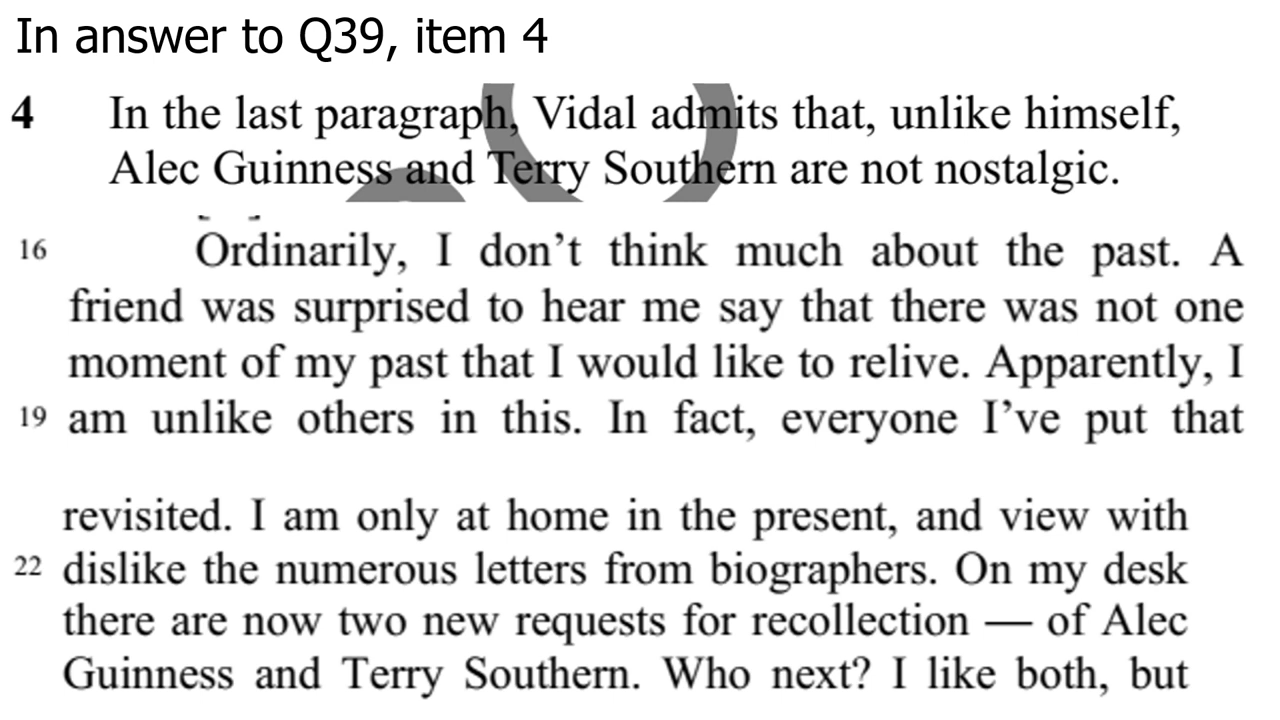 In answer to Q39, item 4
4 In the last paragraph, Vidal admits that, unlike himself,
Alec Guinness and Terry Southern are not nostalgic.
16 Ordinarily, I don't think much about the past. A
friend was surprised to hear me say that there was not one
moment of my past that I would like to relive. Apparently, I
19 am unlike others in this. In fact, everyone I've put that
revisited. I am only at home in the present, and view with
22 dislike the numerous letters from biographers. On my desk
there are now two new requests for recollection — of Alec
Guinness and Terry Southern. Who next? I like both, but